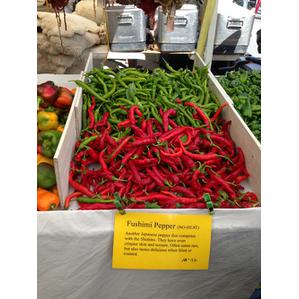 Fushimi Pepper (NO-HEAT)
Another Japanese pepper that competes
with the Shishito. They have even
crispier skin and texture. Often eaten raw,
but also tastes delicious when fried or
roasted.